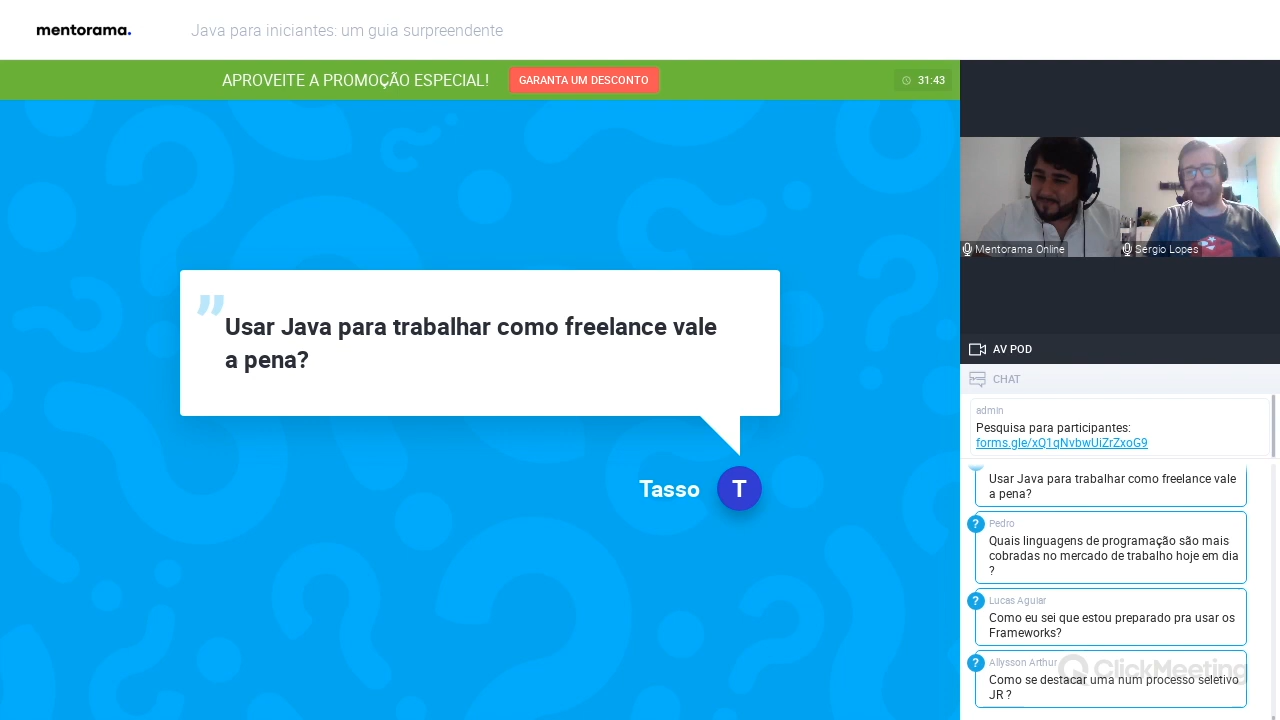 mentorama.
Java para iniciantes: um guia surpreendente
APROVEITE A PROMOÇÃO ESPECIAL!
GARANTA UM DESCONTO
31:43
Usar Java para trabalhar como freelance vale
a pena?
Tasso
T
Mentorama Online
Sergio Lopes
AV POD
CHAT
admin
Pesquisa para participantes:
forms.gle/xQ1qNvbwUiZrZxoG9
Usar Java para trabalhar como freelance vale
a pena?
?
Pedro
Quais linguagens de programação são mais
cobradas no mercado de trabalho hoje em dia
?
?
Lucas Aguiar
Como eu sei que estou preparado pra usar os
Frameworks?
?
Allysson Arthur
Como se destacar uma num processo seletivo
JR ?
ClickMeeting